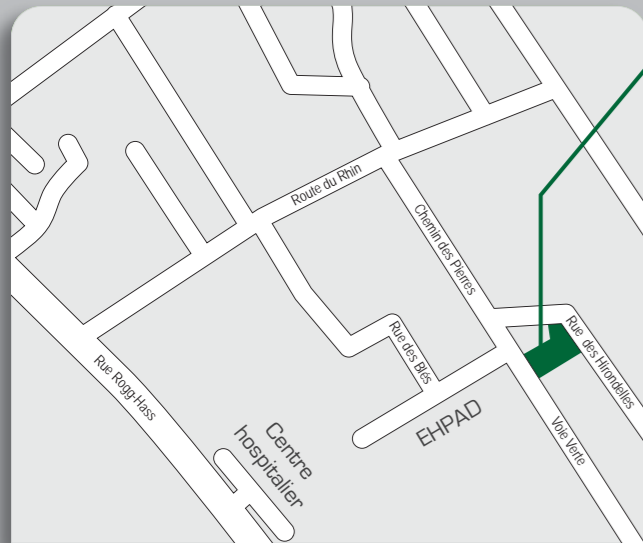 Route du Rhin
Chemin des Pierres
Rue des Hirondelles
Rue des Blés
Rue Rogg-Hass
EHPAD
Voie Verte
Centre
hospitalier